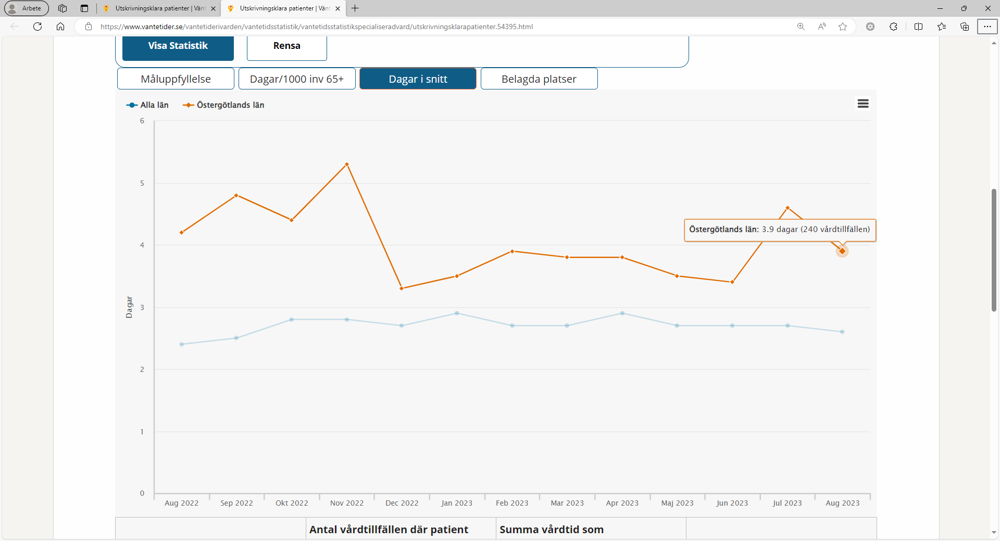 Arbete
Utskrivningsklara patienter | Vänt
Utskrivningsklara patienter | Vänt
https://www.vantetider.se/vantetiderivarden/vantetidsstatistik/vantetidsstatistikspecialiseradvard/utskrivningsklarapatienter.54395.html
Visa Statistik
Rensa
Måluppfyllelse
Dagar/1000 inv 65+
Dagar i snitt
Belagda platser
Alla län
Östergötlands län
6
5
4
3
2
1
0
Dagar
Östergötlands län: 3.9 dagar (240 vårdtillfällen)
Aug 2022
Sep 2022
Okt 2022
Nov 2022
Dec 2022
Jan 2023
Feb 2023
Mar 2023
Apr 2023
Maj 2023
Jun 2023
Jul 2023
Aug 2023
Antal vårdtillfällen där patient
Summa vårdtid som